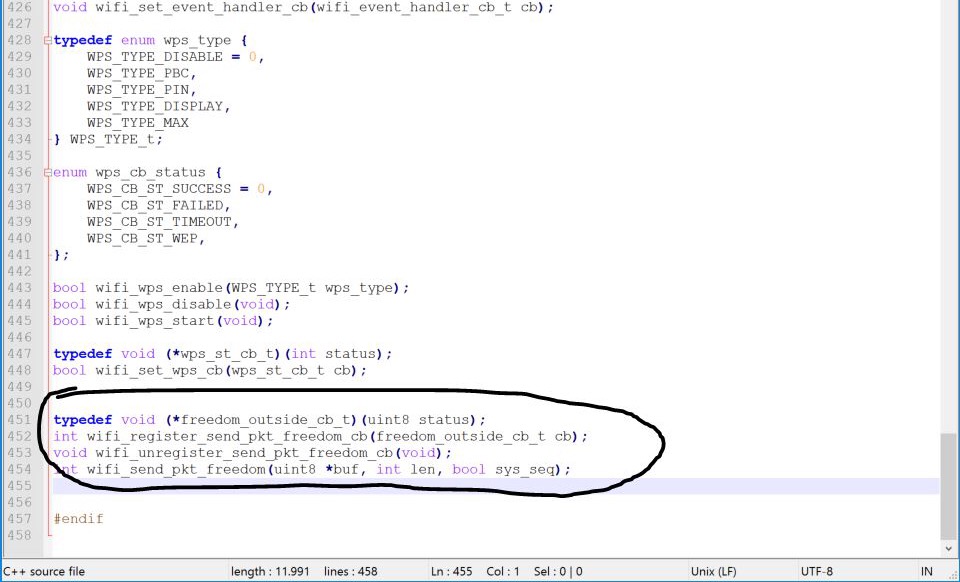 426 void wifi_set_event_handler_cb(wifi_event_handler_cb_t cb);
427
428 typedef enum wps_type {
429 WPS_TYPE_DISABLE = 0,
430 WPS_TYPE_PBC,
431 WPS_TYPE_PIN,
432 WPS_TYPE_DISPLAY,
433 WPS_TYPE_MAX
434 } WPS_TYPE_t;
435
436 enum wps_cb_status {
437 WPS_CB_ST_SUCCESS = 0,
438 WPS_CB_ST_FAILED,
439 WPS_CB_ST_TIMEOUT,
440 WPS_CB_ST_WEP,
441 };
442
443 bool wifi_wps_enable(WPS_TYPE_t wps_type);
444 bool wifi_wps_disable(void);
445 bool wifi_wps_start(void);
446
447 typedef void (*wps_st_cb_t)(int status);
448 bool wifi_set_wps_cb(wps_st_cb_t cb);
449
450
451 typedef void (*freedom_outside_cb_t)(uint8 status);
452 int wifi_register_send_pkt_freedom_cb(freedom_outside_cb_t cb);
453 void wifi_unregister_send_pkt_freedom_cb(void);
454 int wifi_send_pkt_freedom(uint8 *buf, int len, bool sys_seq);
455
456
457 #endif
458
C++ source file length : 11.991 lines : 458 Ln : 455 Col : 1 Sel : 0 | 0 Unix (LF) UTF-8 IN